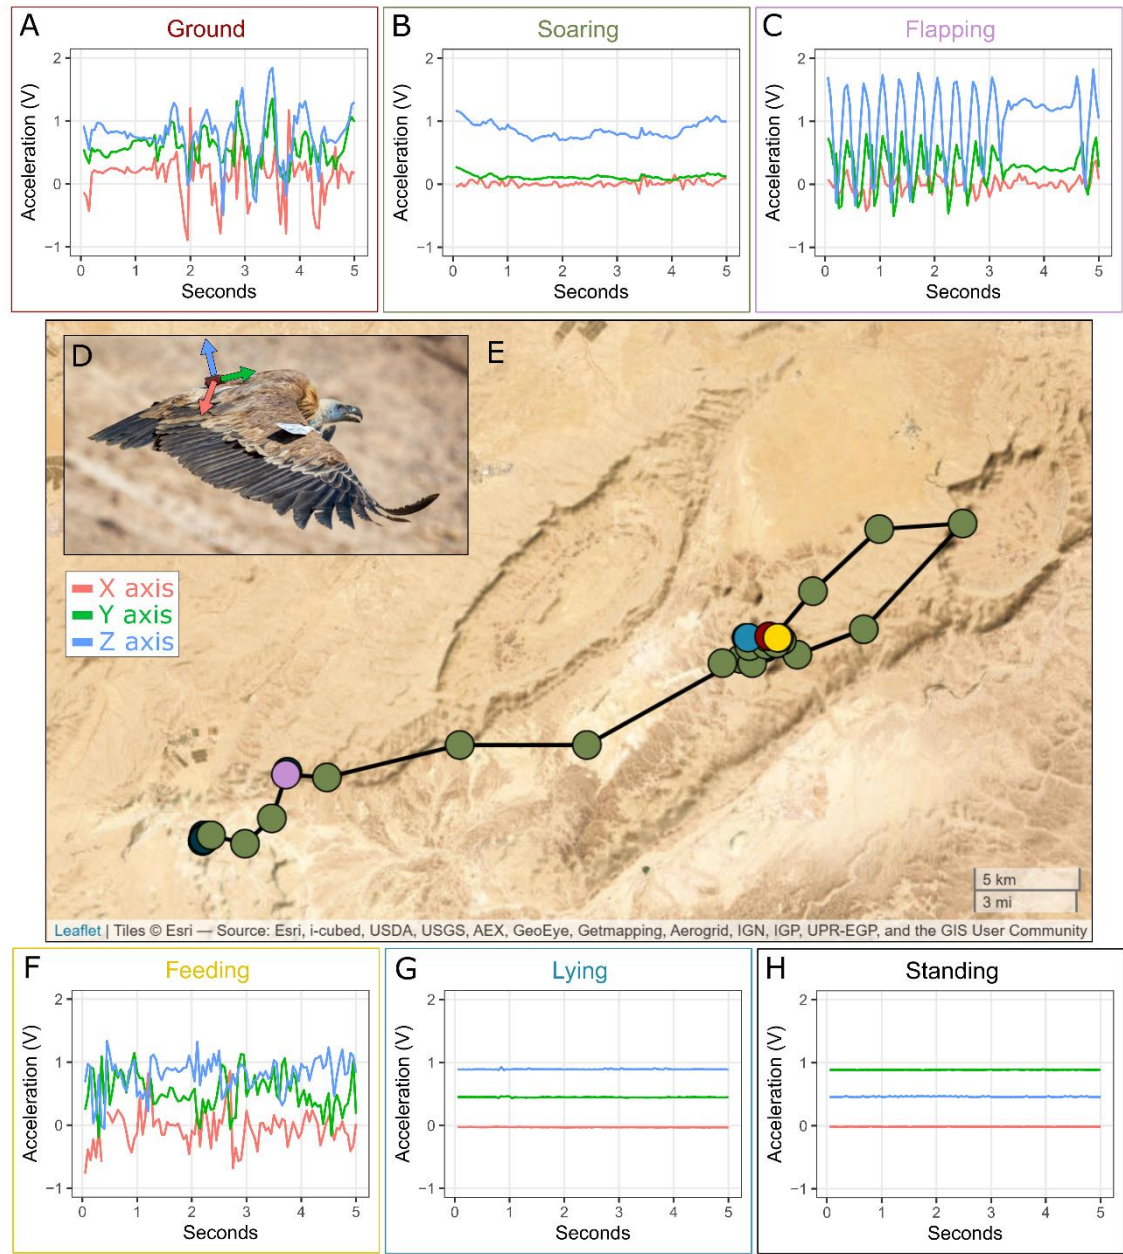 A
Ground
Acceleration (V)
2
1
0
−1
0 1 2 3 4 5
Seconds
B
Soaring
Acceleration (V)
2
1
0
−1
0 1 2 3 4 5
Seconds
C
Flapping
Acceleration (V)
2
1
0
−1
0 1 2 3 4 5
Seconds
D
E
X axis
Y axis
Z axis
5 km
3 mi
Leaflet | Tiles © Esri — Source: Esri, i-cubed, USDA, USGS, AEX, GeoEye, Getmapping, Aerogrid, IGN, IGP, UPR-EGP, and the GIS User Community
F
Feeding
Acceleration (V)
2
1
0
−1
0 1 2 3 4 5
Seconds
G
Lying
Acceleration (V)
2
1
0
−1
0 1 2 3 4 5
Seconds
H
Standing
Acceleration (V)
2
1
0
−1
0 1 2 3 4 5
Seconds